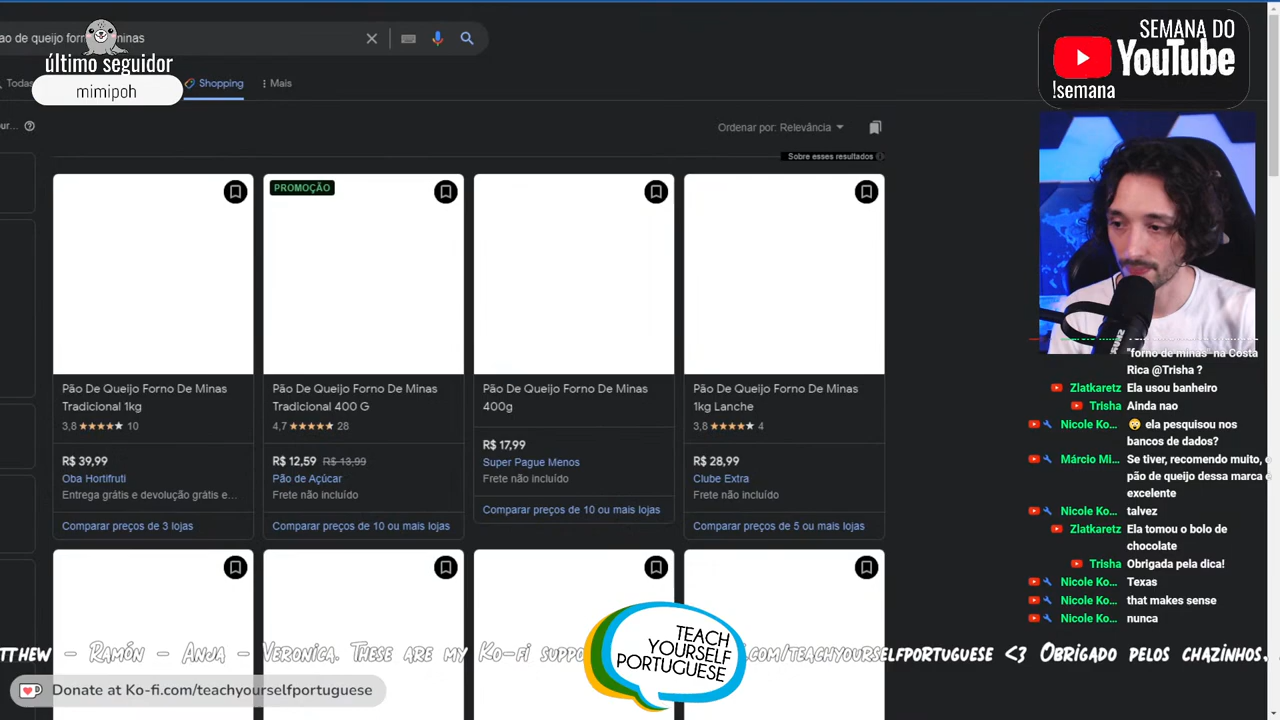 ao de queijo forn
inas
último seguidor
mimipoh
Todas
Shopping
Mais
SEMANA DO
YouTube
!semana
ur...
Ordenar por: Relevância
Sobre esses resultados
PROMOÇÃO
Pão De Queijo Forno De Minas
Tradicional 1kg
3,8 10
R$ 39,99
Oba Hortifruti
Entrega grátis e devolução grátis e...
Comparar preços de 3 lojas
Pão De Queijo Forno De Minas
Tradicional 400 G
4,7 28
R$ 12,59 R$ 13,99
Pão de Açúcar
Frete não incluído
Comparar preços de 10 ou mais lojas
Pão De Queijo Forno De Minas
400g
R$ 17,99
Super Pague Menos
Frete não incluído
Comparar preços de 10 ou mais lojas
Pão De Queijo Forno De Minas
1kg Lanche
3,8 4
R$ 28,99
Clube Extra
Frete não incluído
Comparar preços de 5 ou mais lojas
"forno de minas" na Costa
Rica @Trisha ?
Zlatkaretz Ela usou banheiro
Trisha Ainda nao
Nicole Ko... ela pesquisou nos
bancos de dados?
Márcio Mi... Se tiver, recomendo muito, o
pão de queijo dessa marca é
excelente
Nicole Ko... talvez
Zlatkaretz Ela tomou o bolo de
chocolate
Trisha Obrigada pela dica!
Nicole Ko... Texas
Nicole Ko... that makes sense
Nicole Ko... nunca
tthew - Ramón - Anja - Veronica. These are my Ko-fi suppo
.com/teachyourselfportuguese <3 Obrigado pelos chazinhos.
TEACH
YOURSELF
PORTUGUESE
Donate at Ko-fi.com/teachyourselfportuguese